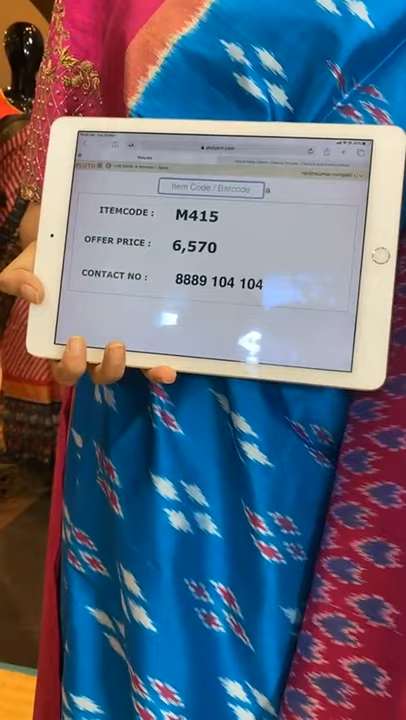 Item Code / Barcode
ITEMCODE : M415
OFFER PRICE : 6,570
CONTACT NO : 8889 104 104